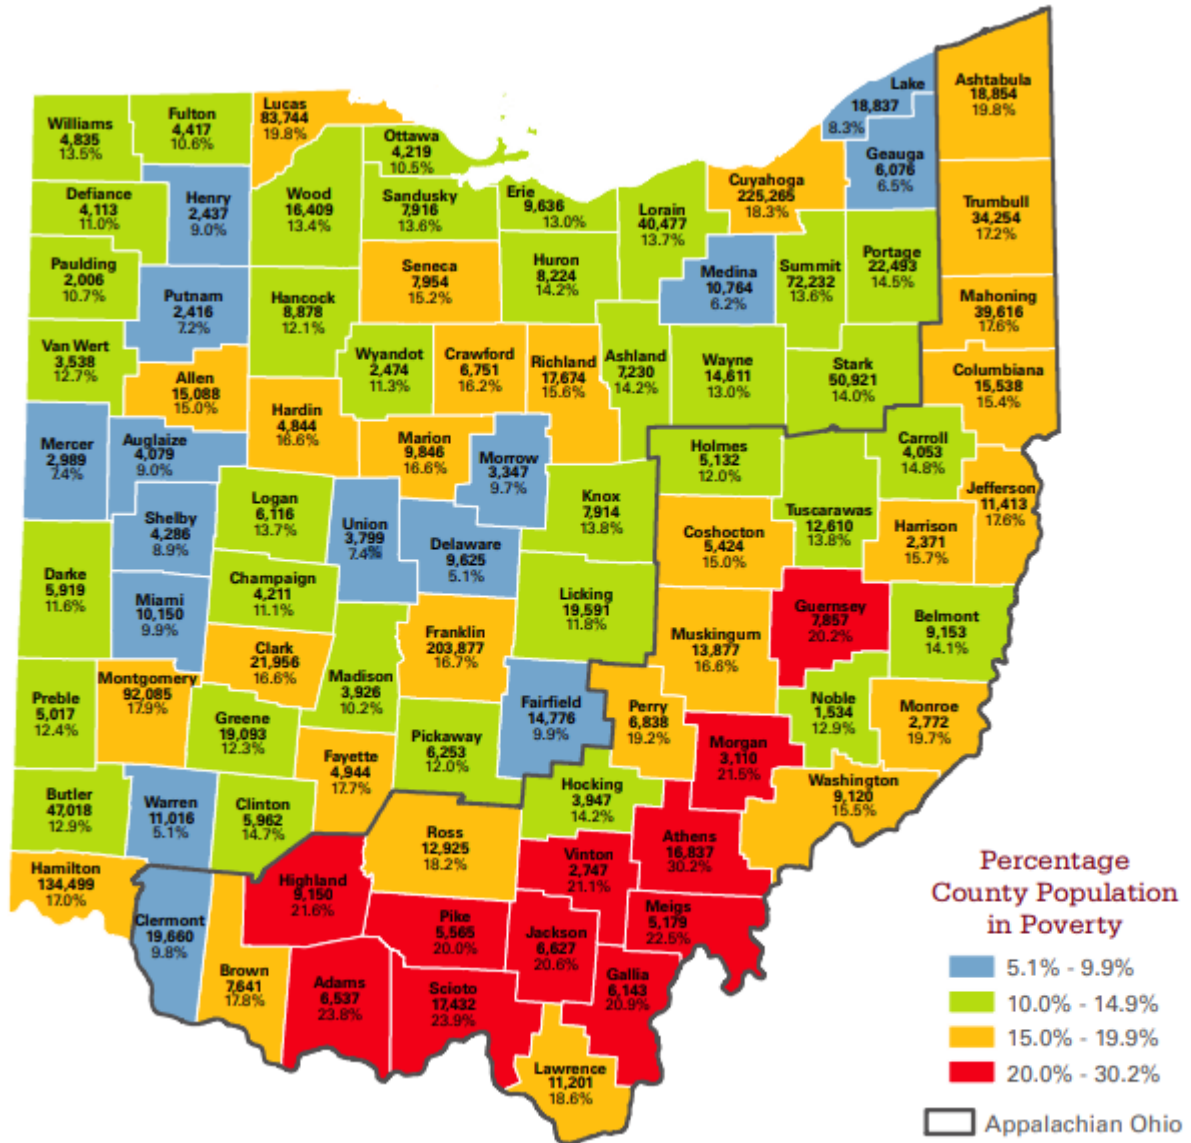 Williams
4,835
13.5%
Fulton
4,417
10.6%
Lucas
83,744
19.8%
Ottawa
4,219
10.5%
Lake
18,837
8.3%
Ashtabula
18,854
19.8%
Geauga
6,076
6.5%
Defiance
4,113
11.0%
Henry
2,437
9.0%
Wood
16,409
13.4%
Sandusky
7,916
13.6%
Erie
9,636
13.0%
Lorain
40,477
13.7%
Cuyahoga
225,265
18.3%
Trumbull
34,254
17.2%
Paulding
2,006
10.7%
Putnam
2,416
7.2%
Hancock
8,878
12.1%
Seneca
7,954
15.2%
Huron
8,224
14.2%
Medina
10,764
6.2%
Summit
72,232
13.6%
Portage
22,493
14.5%
Mahoning
39,616
17.6%
Van Wert
3,538
12.7%
Allen
15,088
15.0%
Hardin
4,844
16.6%
Wyandot
2,474
11.3%
Crawford
6,751
16.2%
Richland
17,674
15.6%
Ashland
7,230
14.2%
Wayne
14,611
13.0%
Stark
50,921
14.0%
Columbiana
15,538
15.4%
Mercer
2,989
7.4%
Auglaize
4,079
9.0%
Marion
9,846
16.6%
Morrow
3,347
9.7%
Holmes
5,132
12.0%
Carroll
4,053
14.8%
Jefferson
11,413
17.6%
Shelby
4,286
8.9%
Logan
6,116
13.7%
Union
3,799
7.4%
Delaware
9,625
5.1%
Knox
7,914
13.8%
Coshocton
5,424
15.0%
Tuscarawas
12,610
13.8%
Harrison
2,371
15.7%
Darke
5,919
11.6%
Miami
10,150
9.9%
Champaign
4,211
11.1%
Licking
19,591
11.8%
Guernsey
7,857
20.2%
Belmont
9,153
14.1%
Clark
21,956
16.6%
Madison
3,926
10.2%
Franklin
203,877
16.7%
Muskingum
13,877
16.6%
Preble
5,017
12.4%
Montgomery
92,085
17.9%
Greene
19,093
12.3%
Fayette
4,944
17.7%
Pickaway
6,253
12.0%
Fairfield
14,776
9.9%
Perry
6,838
19.2%
Morgan
3,110
21.5%
Noble
1,534
12.9%
Monroe
2,772
19.7%
Butler
47,018
12.9%
Warren
11,016
5.1%
Clinton
5,962
14.7%
Hocking
3,947
14.2%
Washington
9,120
15.5%
Hamilton
134,499
17.0%
Clermont
19,660
9.8%
Highland
9,150
21.6%
Ross
12,925
18.2%
Vinton
2,747
21.1%
Athens
16,837
30.2%
Brown
7,641
17.8%
Adams
6,537
23.8%
Pike
5,565
20.0%
Scioto
17,432
23.9%
Jackson
6,627
20.6%
Meigs
5,179
22.5%
Gallia
6,143
20.9%
Lawrence
11,201
18.6%
Percentage
County Population
in Poverty
5.1% - 9.9%
10.0% - 14.9%
15.0% - 19.9%
20.0% - 30.2%
Appalachian Ohio